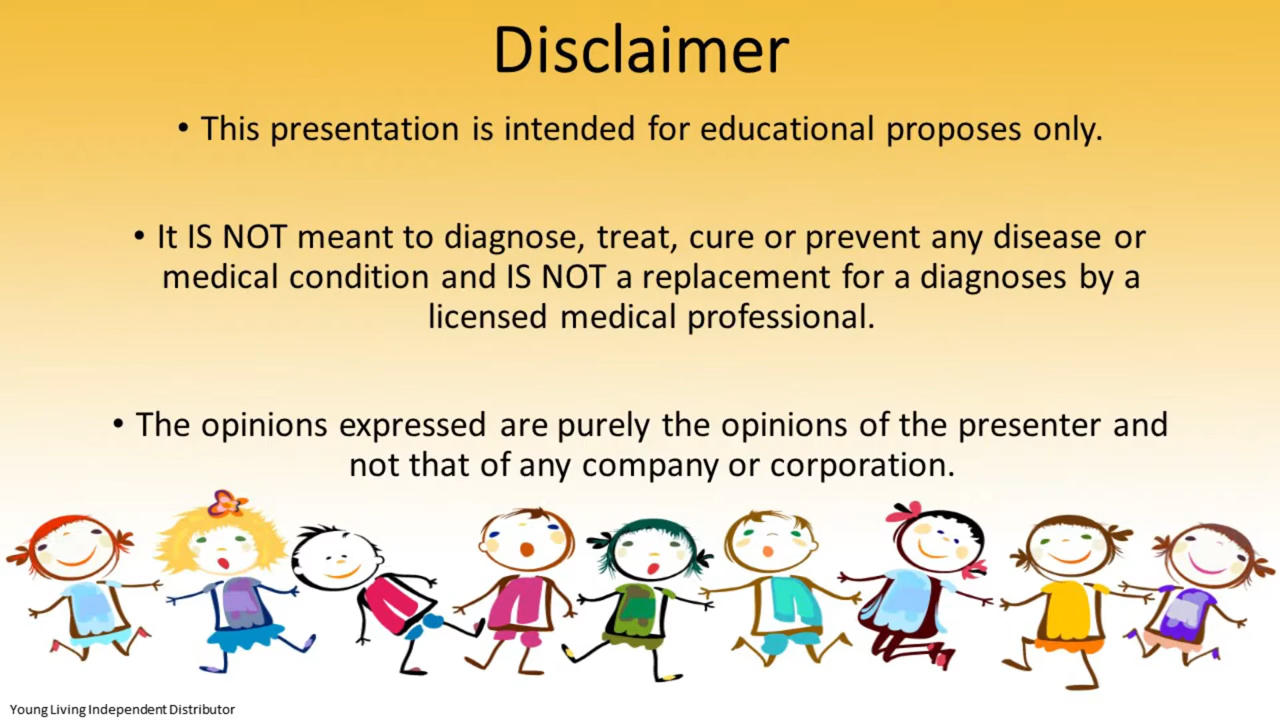 Disclaimer
• This presentation is intended for educational proposes only.
• It IS NOT meant to diagnose, treat, cure or prevent any disease or
medical condition and IS NOT a replacement for a diagnoses by a
licensed medical professional.
• The opinions expressed are purely the opinions of the presenter and
not that of any company or corporation.
Young Living Independent Distributor